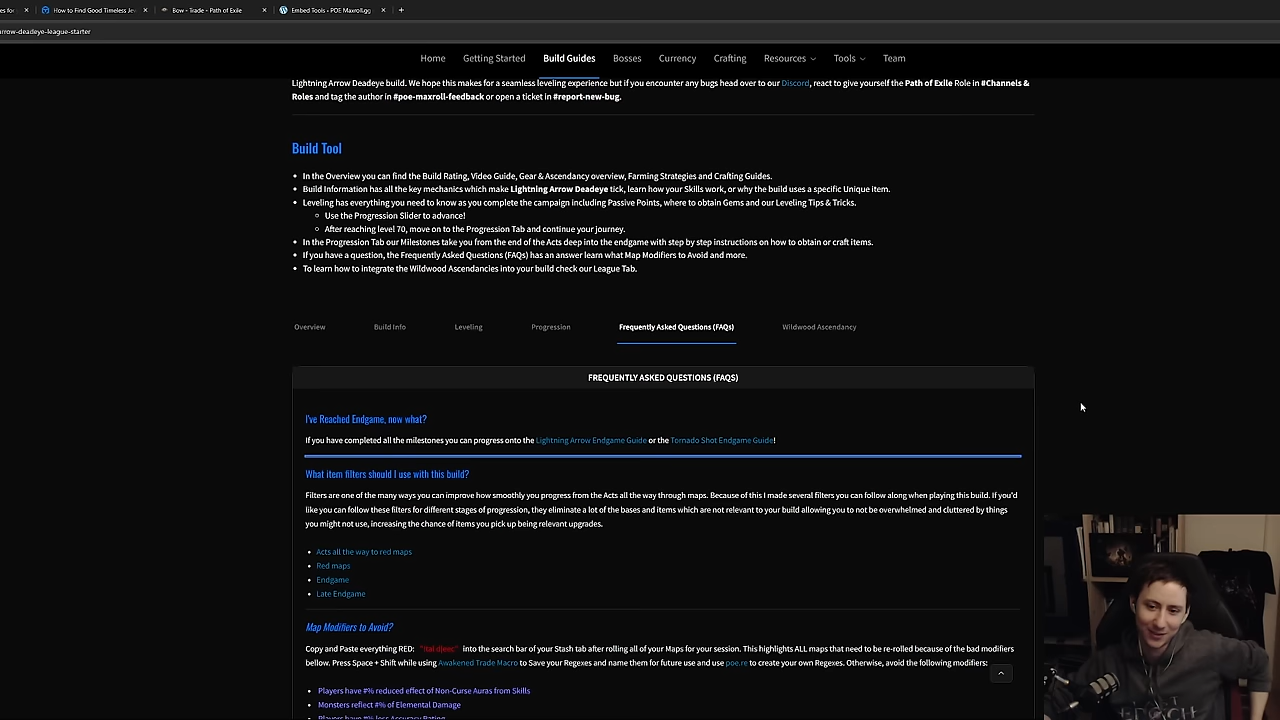 How to Find Good Timeless Je
Bow - Trade - Path of Exile
Embed Tools • POE Maxroll.gg
rrow-deadeye-league-starter
Home Getting Started Build Guides Bosses Currency Crafting Resources Tools Team
Lightning Arrow Deadeye build. We hope this makes for a seamless leveling experience but if you encounter any bugs head over to our Discord, react to give yourself the Path of Exile Role in #Channels &
Roles and tag the author in #poe-maxroll-feedback or open a ticket in #report-new-bug.
Build Tool
In the Overview you can find the Build Rating, Video Guide, Gear & Ascendancy overview, Farming Strategies and Crafting Guides.
Build Information has all the key mechanics which make Lightning Arrow Deadeye tick, learn how your Skills work, or why the build uses a specific Unique item.
Leveling has everything you need to know as you complete the campaign including Passive Points, where to obtain Gems and our Leveling Tips & Tricks.
Use the Progression Slider to advance!
After reaching level 70, move on to the Progression Tab and continue your journey.
In the Progression Tab our Milestones take you from the end of the Acts deep into the endgame with step by step instructions on how to obtain or craft items.
If you have a question, the Frequently Asked Questions (FAQs) has an answer learn what Map Modifiers to Avoid and more.
To learn how to integrate the Wildwood Ascendancies into your build check our League Tab.
Overview Build Info Leveling Progression Frequently Asked Questions (FAQs) Wildwood Ascendancy
FREQUENTLY ASKED QUESTIONS (FAQS)
I've Reached Endgame, now what?
If you have completed all the milestones you can progress onto the Lightning Arrow Endgame Guide or the Tornado Shot Endgame Guide!
What item filters should I use with this build?
Filters are one of the many ways you can improve how smoothly you progress from the Acts all the way through maps. Because of this I made several filters you can follow along when playing this build. If you'd
like you can follow these filters for different stages of progression, they eliminate a lot of the bases and items which are not relevant to your build allowing you to not be overwhelmed and cluttered by things
you might not use, increasing the chance of items you pick up being relevant upgrades.
Acts all the way to red maps
Red maps
Endgame
Late Endgame
Map Modifiers to Avoid?
Copy and Paste everything RED: into the search bar of your Stash tab after rolling all of your Maps for your session. This highlights ALL maps that need to be re-rolled because of the bad modifiers
bellow. Press Space + Shift while using Awakened Trade Macro to Save your Regexes and name them for future use and use poe.re to create your own Regexes. Otherwise, avoid the following modifiers:
Players have #% reduced effect of Non-Curse Auras from Skills
Monsters reflect #% of Elemental Damage
Players have #% less Accuracy Rating